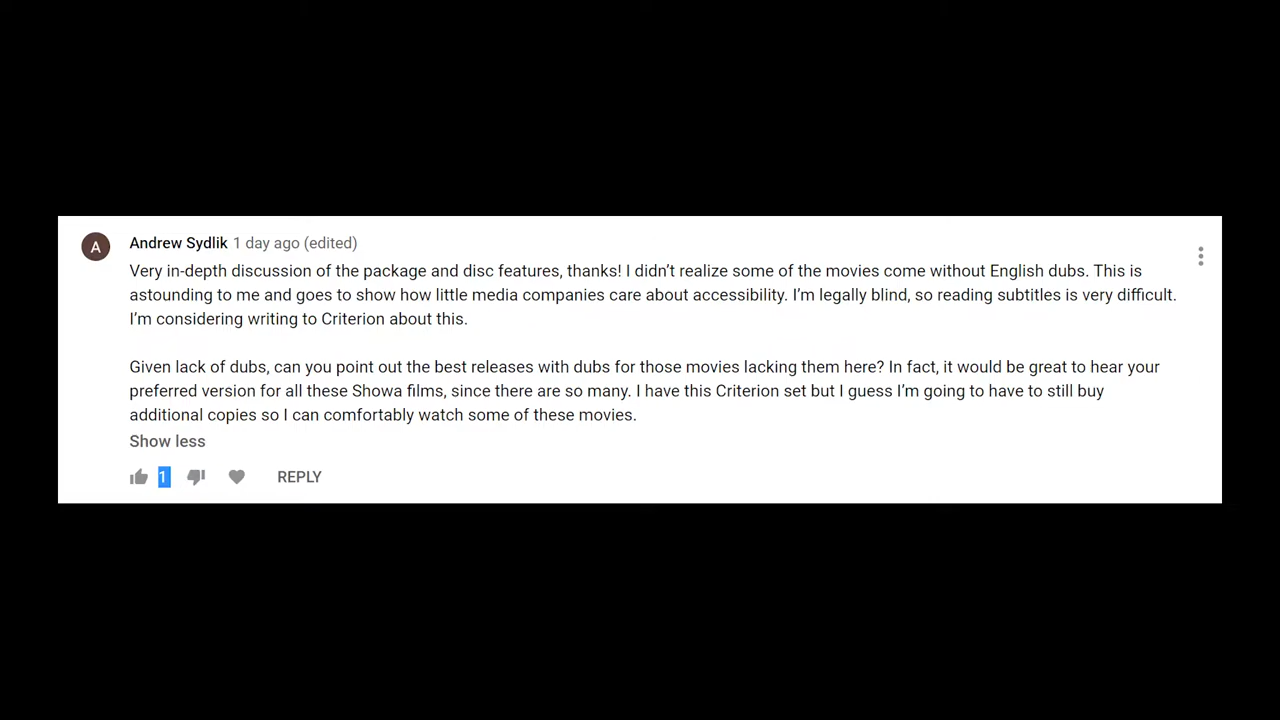 A
Andrew Sydlik 1 day ago (edited)
Very in-depth discussion of the package and disc features, thanks! I didn’t realize some of the movies come without English dubs. This is
astounding to me and goes to show how little media companies care about accessibility. I’m legally blind, so reading subtitles is very difficult.
I’m considering writing to Criterion about this.
Given lack of dubs, can you point out the best releases with dubs for those movies lacking them here? In fact, it would be great to hear your
preferred version for all these Showa films, since there are so many. I have this Criterion set but I guess I’m going to have to still buy
additional copies so I can comfortably watch some of these movies.
Show less
1 REPLY